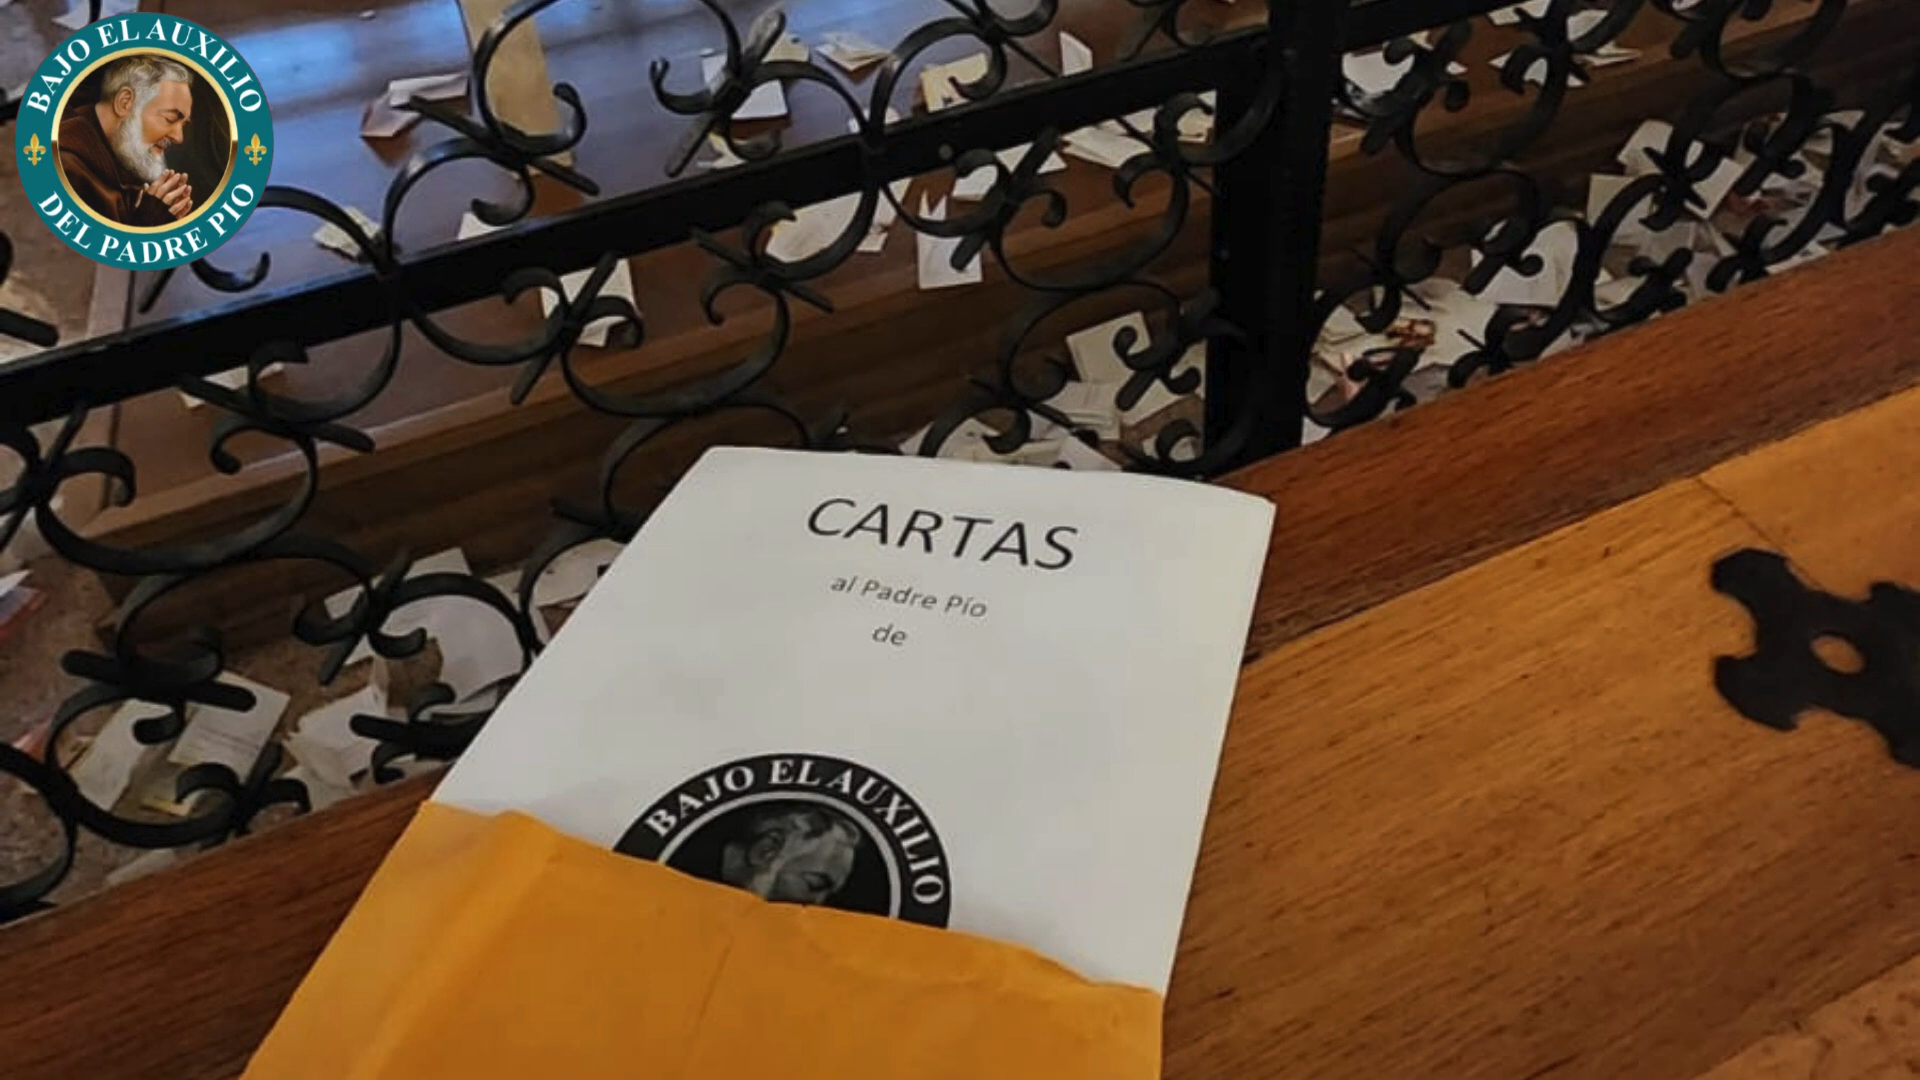 BAJO EL AUXILIO
DEL PADRE PIO
CARTAS
al Padre Pío
de
BAJO EL AUXILIO